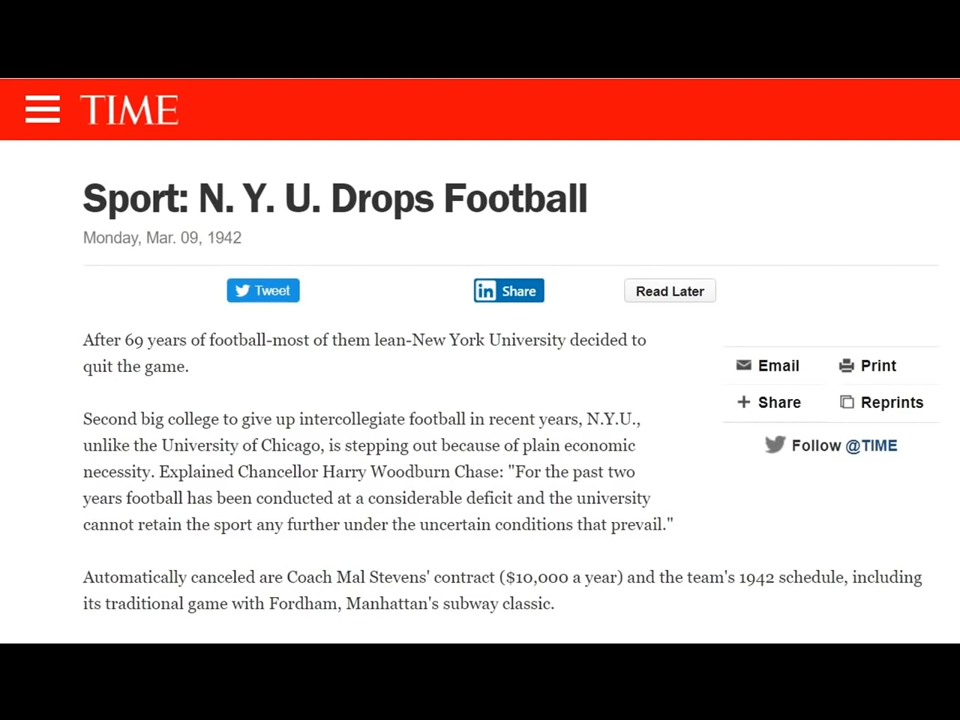 TIME
Sport: N. Y. U. Drops Football
Monday, Mar. 09, 1942
Tweet
in Share
Read Later
After 69 years of football-most of them lean-New York University decided to
quit the game.
Email
Print
Share
Reprints
Follow @TIME
Second big college to give up intercollegiate football in recent years, N.Y.U.,
unlike the University of Chicago, is stepping out because of plain economic
necessity. Explained Chancellor Harry Woodburn Chase: "For the past two
years football has been conducted at a considerable deficit and the university
cannot retain the sport any further under the uncertain conditions that prevail."
Automatically canceled are Coach Mal Stevens' contract ($10,000 a year) and the team's 1942 schedule, including
its traditional game with Fordham, Manhattan's subway classic.